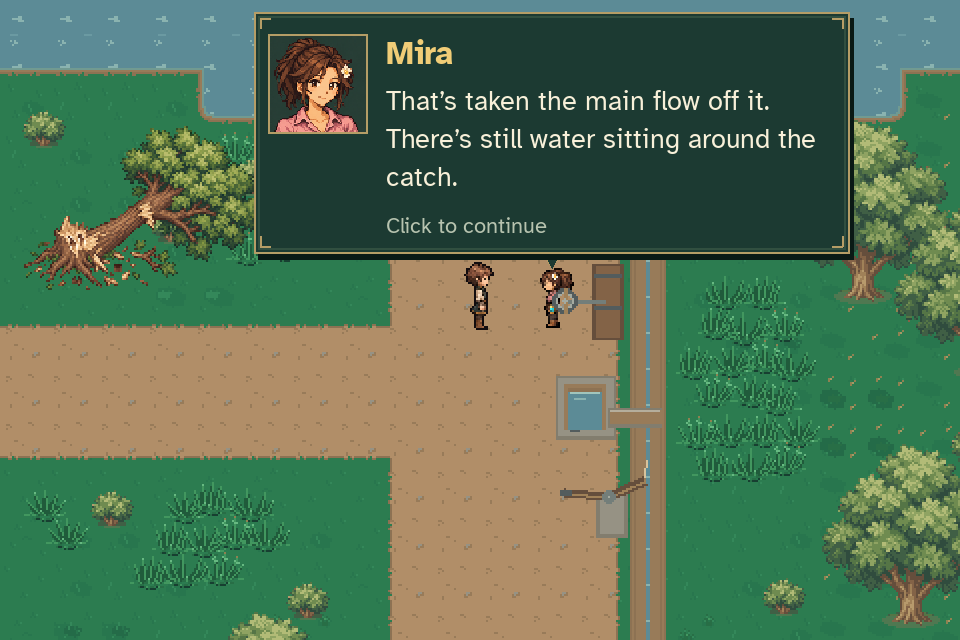 Mira
That’s taken the main flow off it.
There’s still water sitting around the
catch.
Click to continue